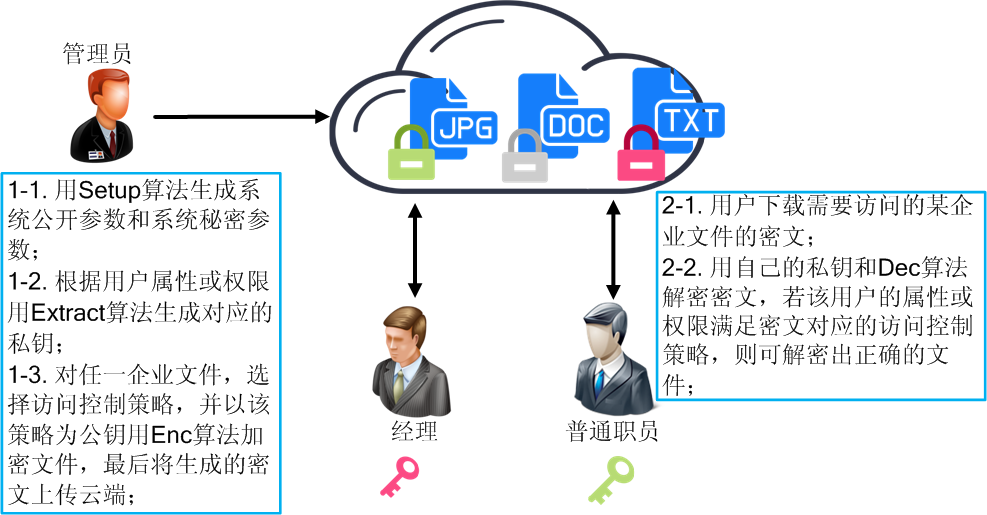 管理员
JPG
DOC
TXT
1-1. 用Setup算法生成系
统公开参数和系统秘密参
数；
1-2. 根据用户属性或权限
用Extract算法生成对应的
私钥；
1-3. 对任一企业文件，选
择访问控制策略，并以该
策略为公钥用Enc算法加
密文件，最后将生成的密
文上传云端；
2-1. 用户下载需要访问的某企
业文件的密文；
2-2. 用自己的私钥和Dec算法
解密密文，若该用户的属性或
权限满足密文对应的访问控制
策略，则可解密出正确的文
件；
经理
普通职员